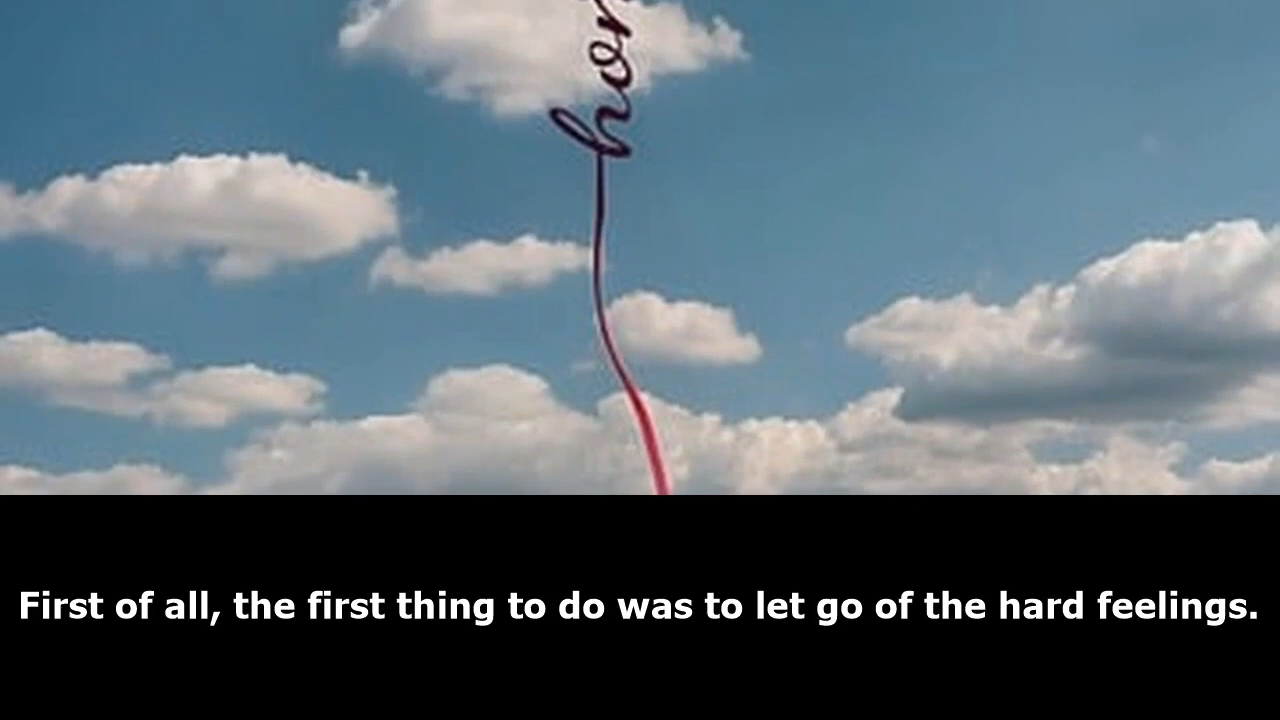 First of all, the first thing to do was to let go of the hard feelings.